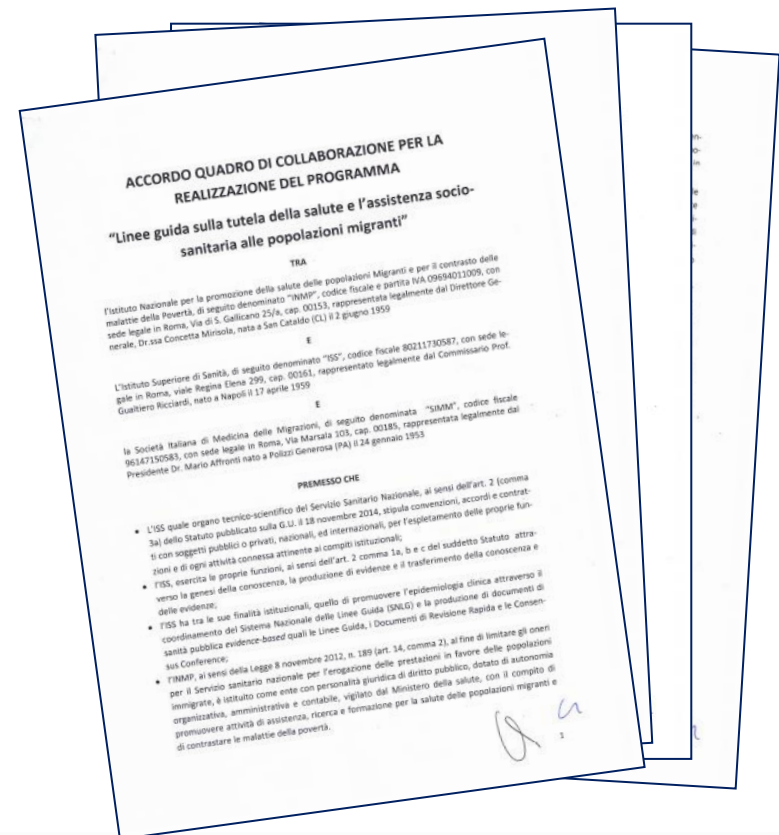 ACCORDO QUADRO DI COLLABORAZIONE PER LA
REALIZZAZIONE DEL PROGRAMMA
“Linee guida sulla tutela della salute e l’assistenza socio-
sanitaria alle popolazioni migranti”
TRA
l’Istituto Nazionale per la promozione della salute delle popolazioni Migranti e per il contrasto delle
malattie della Povertà, di seguito denominato “INMP”, codice fiscale e partita IVA 09694011009, con
sede legale in Roma, Via di S. Gallicano 25/a, cap. 00153, rappresentata legalmente dal Direttore Ge-
nerale, Dr.ssa Concetta Mirisola, nata a San Cataldo (CL) il 2 giugno 1959
E
L’Istituto Superiore di Sanità, di seguito denominato “ISS”, codice fiscale 80211730587, con sede le-
gale in Roma, viale Regina Elena 299, cap. 00161, rappresentato legalmente dal Commissario Prof.
Gualtiero Ricciardi, nato a Napoli il 17 aprile 1959
E
la Società Italiana di Medicina delle Migrazioni, di seguito denominata “SIMM”, codice fiscale
96147150583, con sede legale in Roma, Via Marsala 103, cap. 00185, rappresentata legalmente dal
Presidente Dr. Mario Affronti nato a Polizzi Generosa (PA) il 24 gennaio 1953
PREMESSO CHE
• L’ISS quale organo tecnico-scientifico del Servizio Sanitario Nazionale, ai sensi dell’art. 2 (comma
3a) dello Statuto pubblicato sulla G.U. il 18 novembre 2014, stipula convenzioni, accordi e contrat-
ti con soggetti pubblici o privati, nazionali, ed internazionali, per l’espletamento delle proprie fun-
zioni e di ogni attività connessa attinente ai compiti istituzionali;
• l’ISS, esercita le proprie funzioni, ai sensi dell’art. 2 comma 1a, b e c del suddetto Statuto attra-
verso la genesi della conoscenza, la produzione di evidenze e il trasferimento della conoscenza e
delle evidenze;
• l’ISS ha tra le sue finalità istituzionali, quello di promuovere l’epidemiologia clinica attraverso il
coordinamento del Sistema Nazionale delle Linee Guida (SNLG) e la produzione di documenti di
sanità pubblica evidence-based quali le Linee Guida, i Documenti di Revisione Rapida e le Consen-
sus Conference;
• l’INMP, ai sensi della Legge 8 novembre 2012, n. 189 (art. 14, comma 2), al fine di limitare gli oneri
per il Servizio sanitario nazionale per l’erogazione delle prestazioni in favore delle popolazioni
immigrate, è istituito come ente con personalità giuridica di diritto pubblico, dotato di autonomia
organizzativa, amministrativa e contabile, vigilato dal Ministero della salute, con il compito di
promuovere attività di assistenza, ricerca e formazione per la salute delle popolazioni migranti e
di contrastare le malattie della povertà.
1